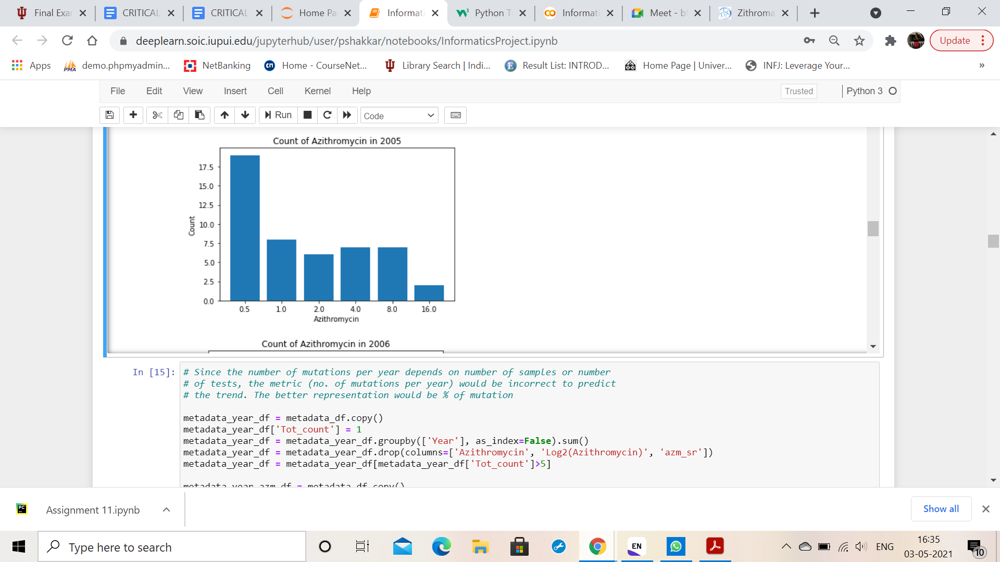 Final Exa
CRITICAL
CRITICAL
Home Pa
Informati
Python T
Informati
Meet - b
Zithroma
deeplearn.soic.iupui.edu/jupyterhub/user/pshakkar/notebooks/InformaticsProject.ipynb
Update
Apps
PMA
demo.phpmyadmin...
NetBanking
cn
Home - CourseNet...
Library Search | Indi...
E
Result List: INTROD...
Home Page | Univer...
INFJ: Leverage Your...
»
File Edit View Insert Cell Kernel Help
Trusted
Python 3
Run
Code
Count of Azithromycin in 2005
17.5
15.0
12.5
10.0
7.5
5.0
2.5
0.0
Count
0.5 1.0 2.0 4.0 8.0 16.0
Azithromycin
Count of Azithromycin in 2006
In [15]:
# Since the number of mutations per year depends on number of samples or number
# of tests, the metric (no. of mutations per year) would be incorrect to predict
# the trend. The better representation would be % of mutation
metadata_year_df = metadata_df.copy()
metadata_year_df['Tot_count'] = 1
metadata_year_df = metadata_year_df.groupby(['Year'], as_index=False).sum()
metadata_year_df = metadata_year_df.drop(columns=['Azithromycin', 'Log2(Azithromycin)', 'azm_sr'])
metadata_year_df = metadata_year_df[metadata_year_df['Tot_count']>5]
metadata_year_azm_df = metadata_df.copy()
PC
Assignment 11.ipynb
Show all
Type here to search
EN
ENG
16:35
03-05-2021
10